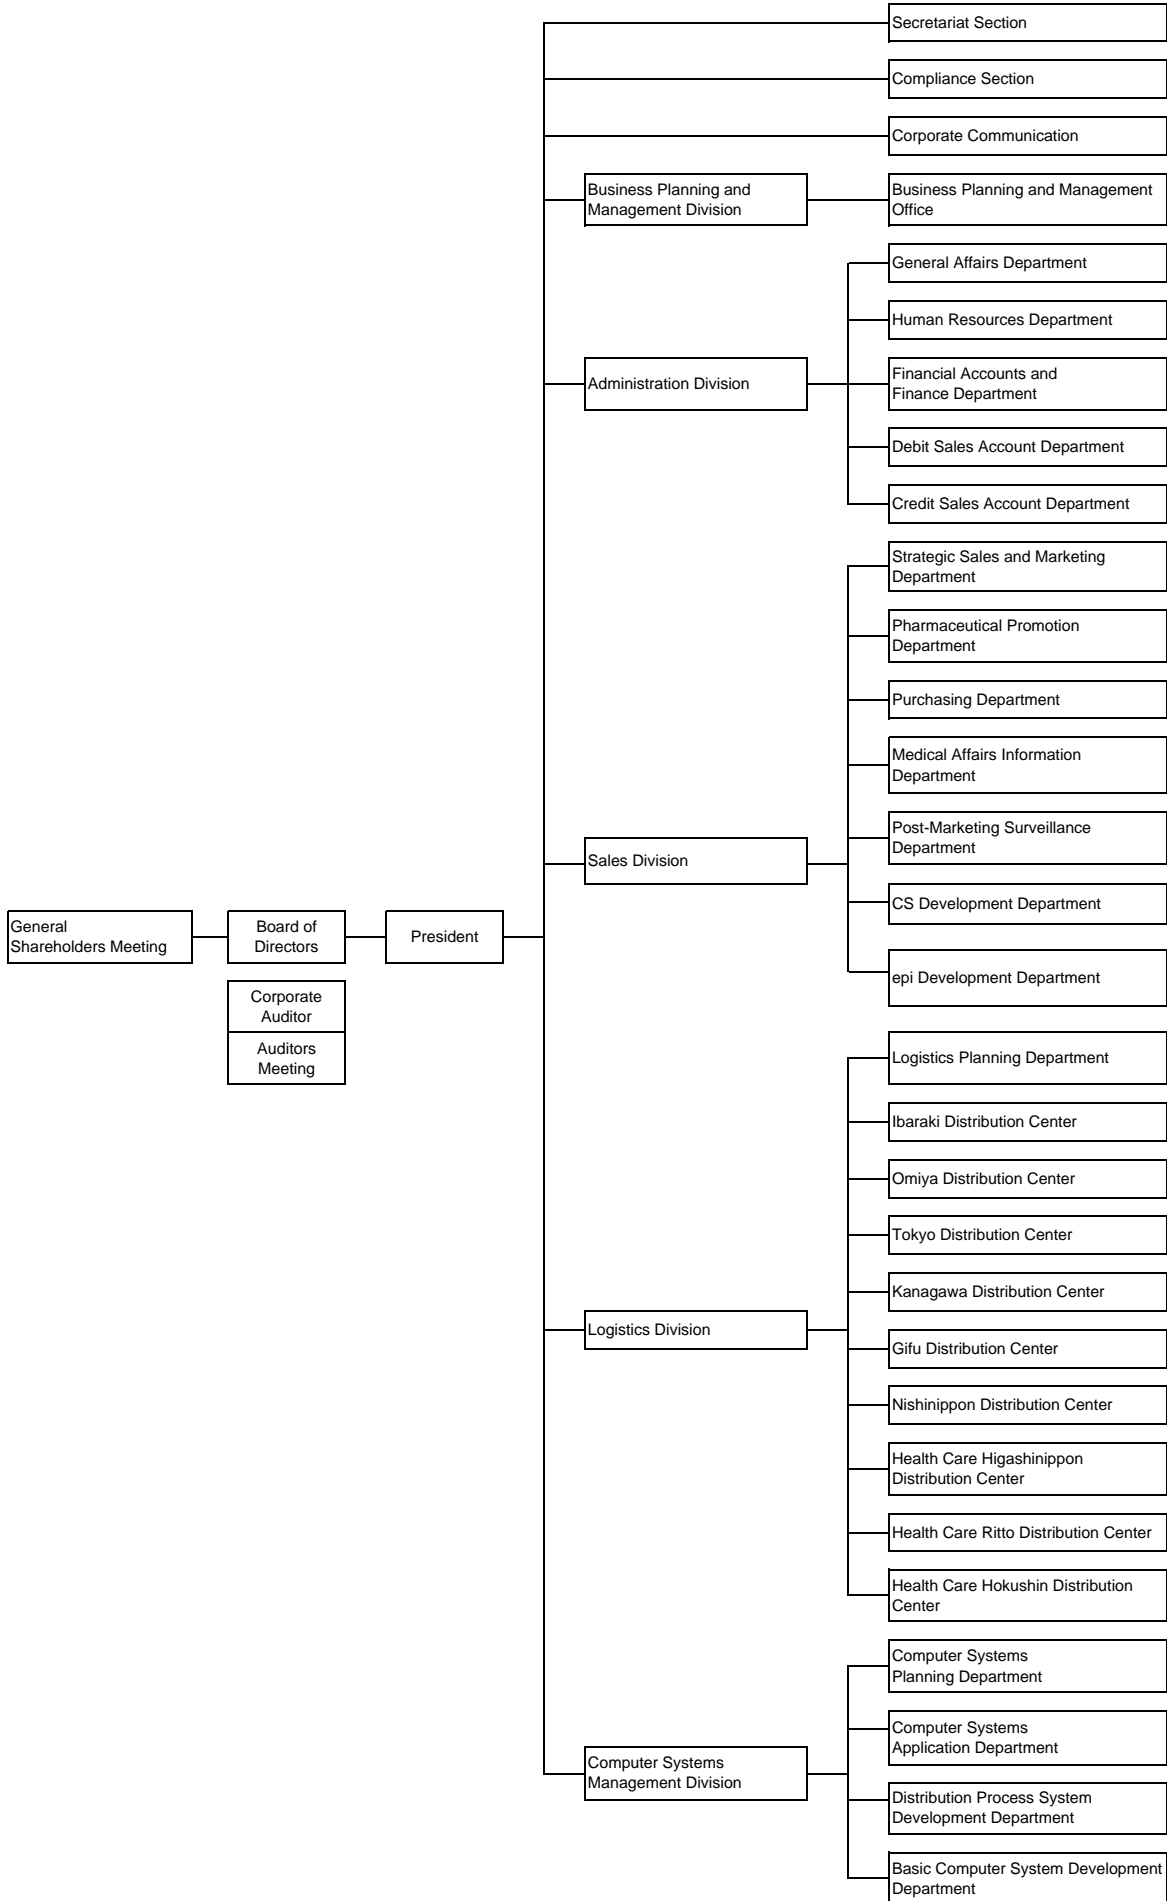 Secretariat Section
Compliance Section
Corporate Communication
Business Planning and
Management Division
Business Planning and Management
Office
General Affairs Department
Human Resources Department
Administration Division
Financial Accounts and
Finance Department
Debit Sales Account Department
Credit Sales Account Department
Strategic Sales and Marketing
Department
Pharmaceutical Promotion
Department
Purchasing Department
Medical Affairs Information
Department
Post-Marketing Surveillance
Department
Sales Division
CS Development Department
General
Shareholders Meeting
Board of
Directors
President
epi Development Department
Corporate
Auditor
Auditors
Meeting
Logistics Planning Department
Ibaraki Distribution Center
Omiya Distribution Center
Tokyo Distribution Center
Kanagawa Distribution Center
Logistics Division
Gifu Distribution Center
Nishinippon Distribution Center
Health Care Higashinippon
Distribution Center
Health Care Ritto Distribution Center
Health Care Hokushin Distribution
Center
Computer Systems
Planning Department
Computer Systems
Application Department
Computer Systems
Management Division
Distribution Process System
Development Department
Basic Computer System Development
Department